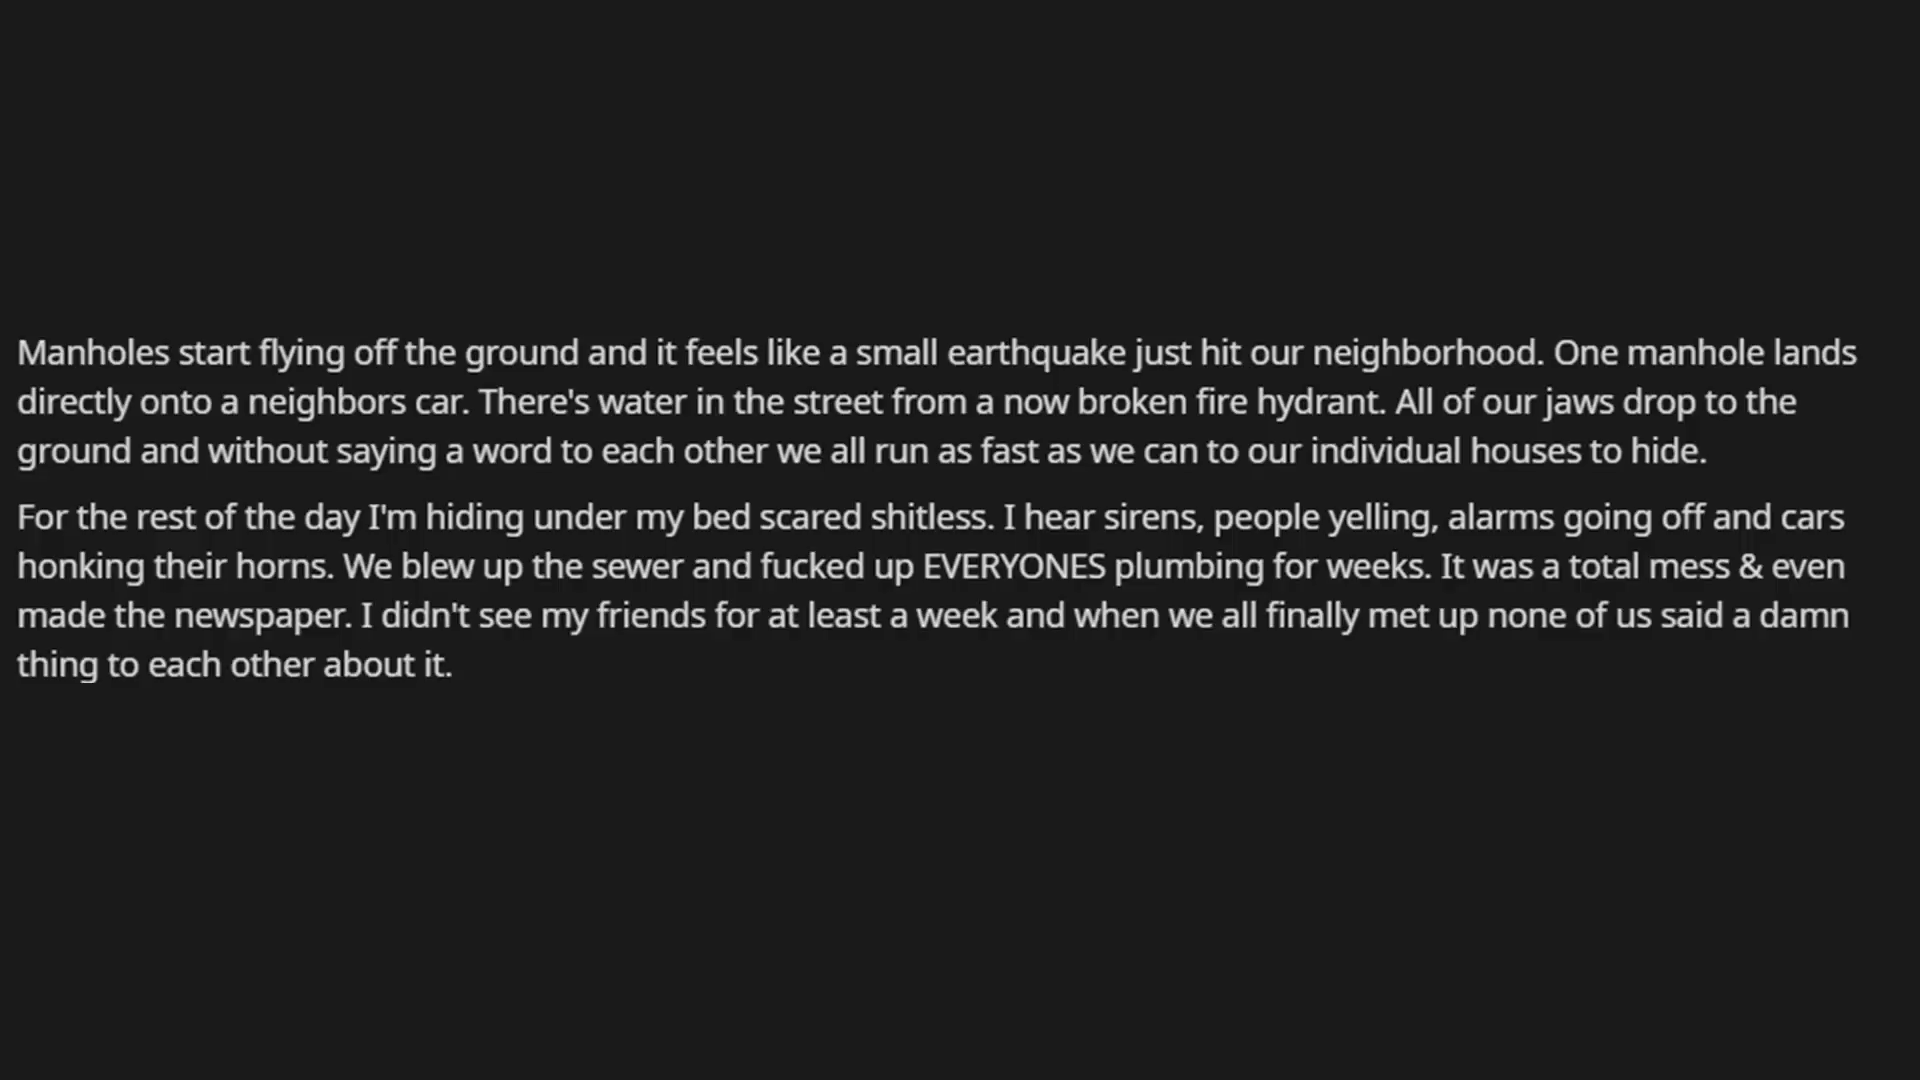 Manholes start flying off the ground and it feels like a small earthquake just hit our neighborhood. One manhole lands
directly onto a neighbors car. There's water in the street from a now broken fire hydrant. All of our jaws drop to the
ground and without saying a word to each other we all run as fast as we can to our individual houses to hide.
For the rest of the day I'm hiding under my bed scared shitless. I hear sirens, people yelling, alarms going off and cars
honking their horns. We blew up the sewer and fucked up EVERYONES plumbing for weeks. It was a total mess & even
made the newspaper. I didn't see my friends for at least a week and when we all finally met up none of us said a damn
thing to each other about it.